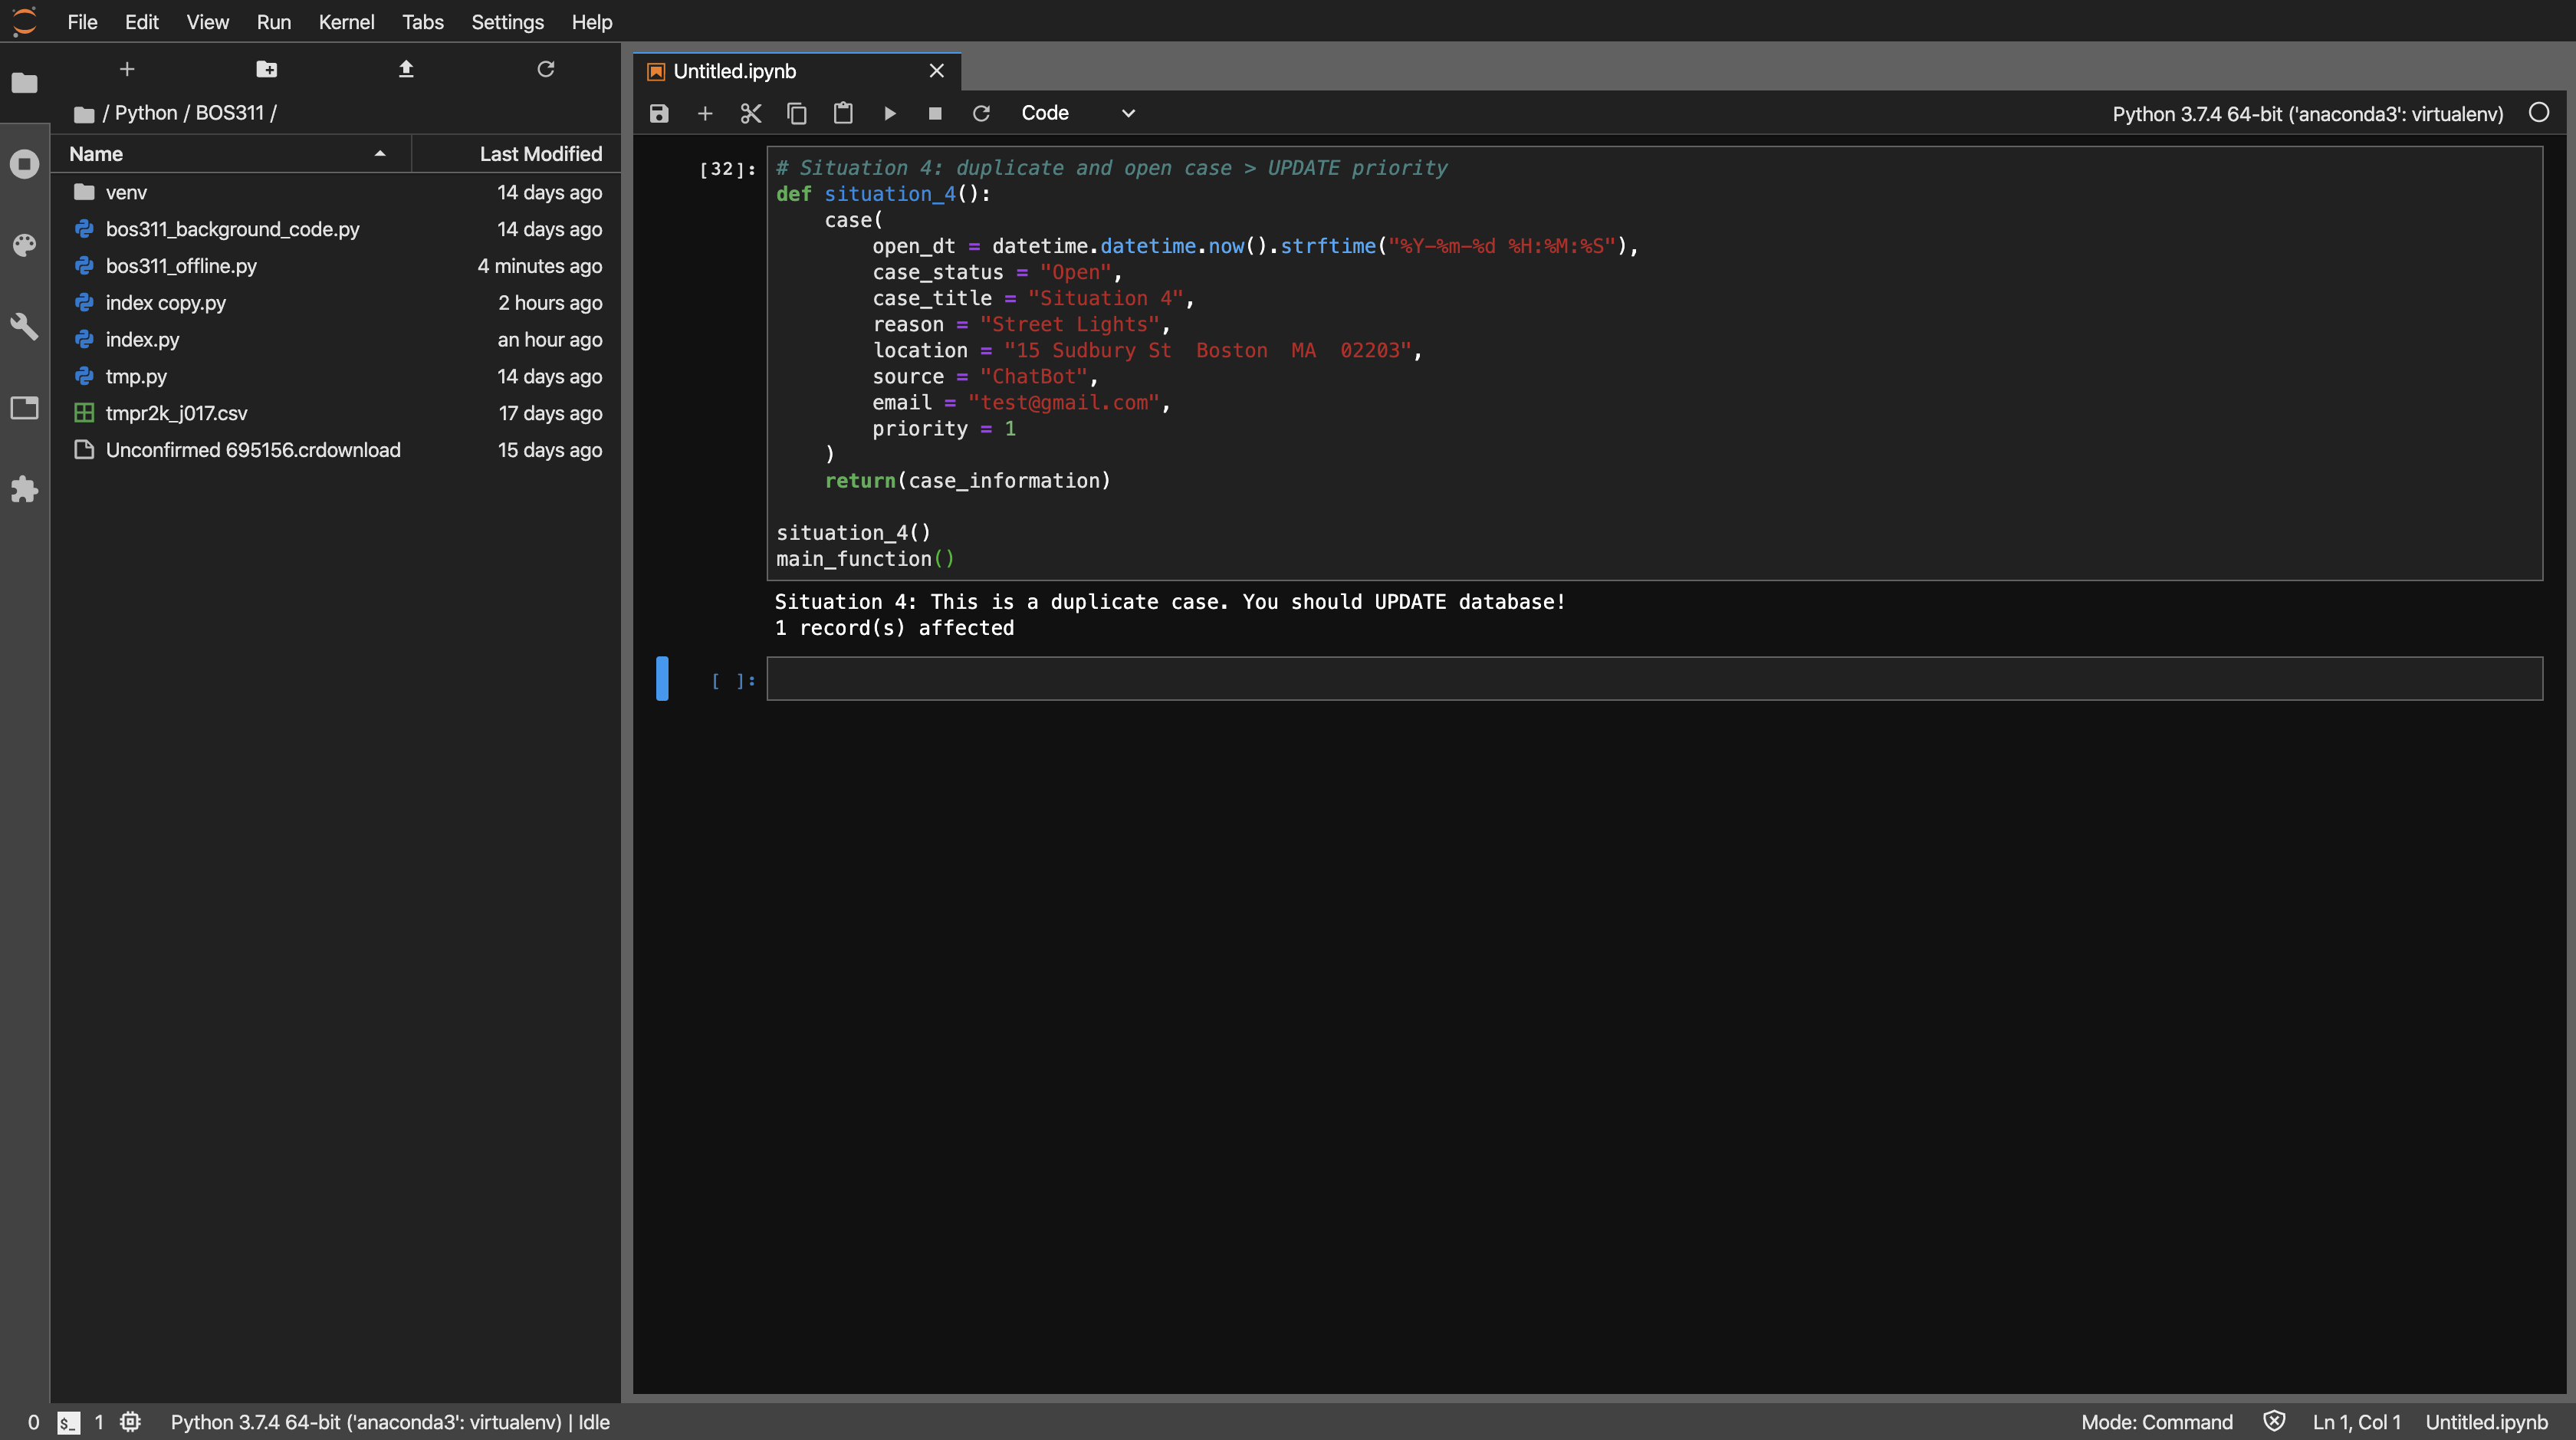 File Edit View Run Kernel Tabs Settings Help
/ Python / BOS311 /
Name Last Modified
venv 14 days ago
bos311_background_code.py 14 days ago
bos311_offline.py 4 minutes ago
index copy.py 2 hours ago
index.py an hour ago
tmp.py 14 days ago
tmpr2k_j017.csv 17 days ago
Unconfirmed 695156.crdownload 15 days ago
Untitled.ipynb
Code Python 3.7.4 64-bit ('anaconda3': virtualenv)
[32]:
# Situation 4: duplicate and open case > UPDATE priority
def situation_4():
    case(
        open_dt = datetime.datetime.now().strftime("%Y-%m-%d %H:%M:%S"),
        case_status = "Open",
        case_title = "Situation 4",
        reason = "Street Lights",
        location = "15 Sudbury St  Boston  MA  02203",
        source = "ChatBot",
        email = "test@gmail.com",
        priority = 1
    )
    return(case_information)
situation_4()
main_function()
Situation 4: This is a duplicate case. You should UPDATE database!
1 record(s) affected
[ ]:
0 $_ 1 Python 3.7.4 64-bit ('anaconda3': virtualenv) | Idle Mode: Command Ln 1, Col 1 Untitled.ipynb